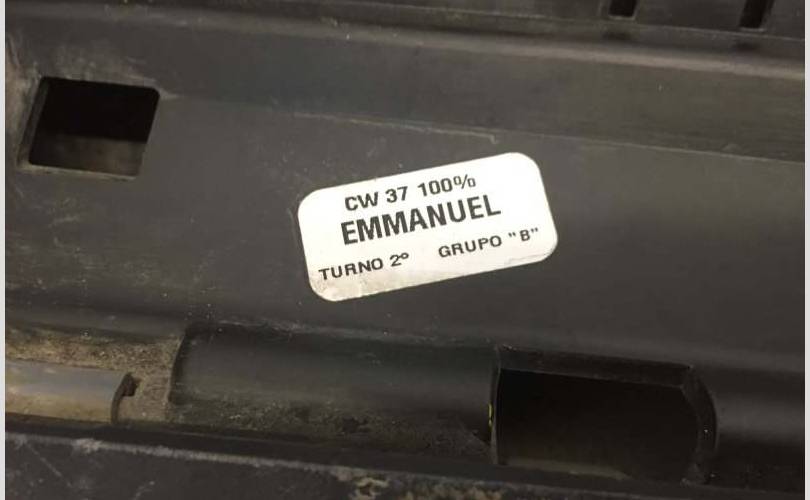 CW 37 100%
EMMANUEL
TURNO 2º GRUPO "B"